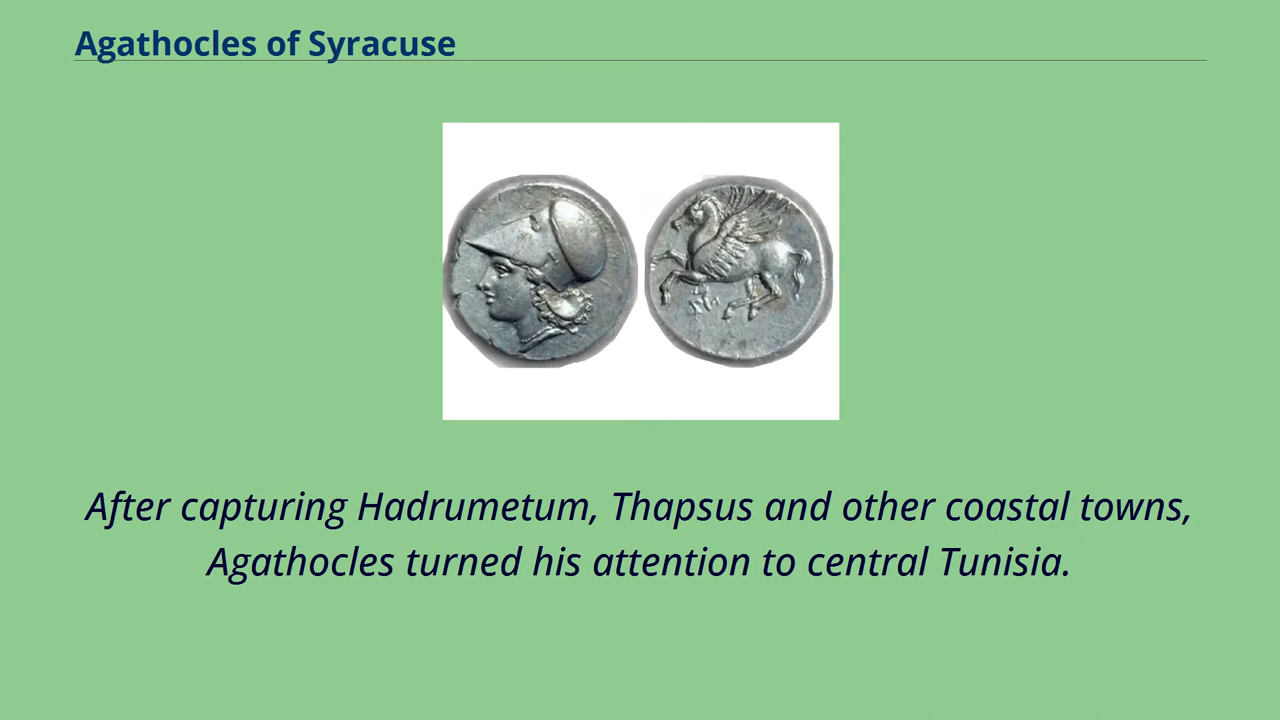 Agathocles of Syracuse
After capturing Hadrumetum, Thapsus and other coastal towns,
Agathocles turned his attention to central Tunisia.